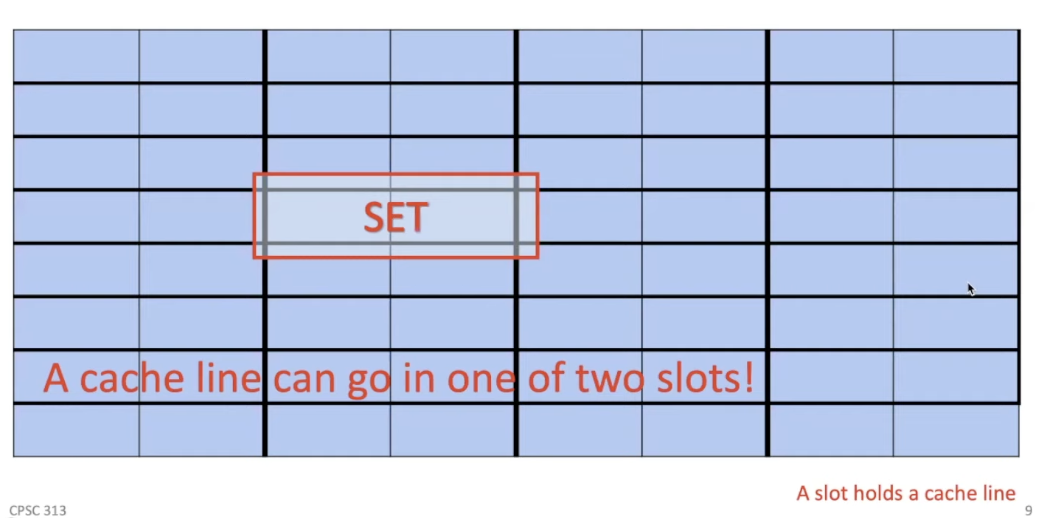 SET
A cache line can go in one of two slots!
A slot holds a cache line
CPSC 313
9